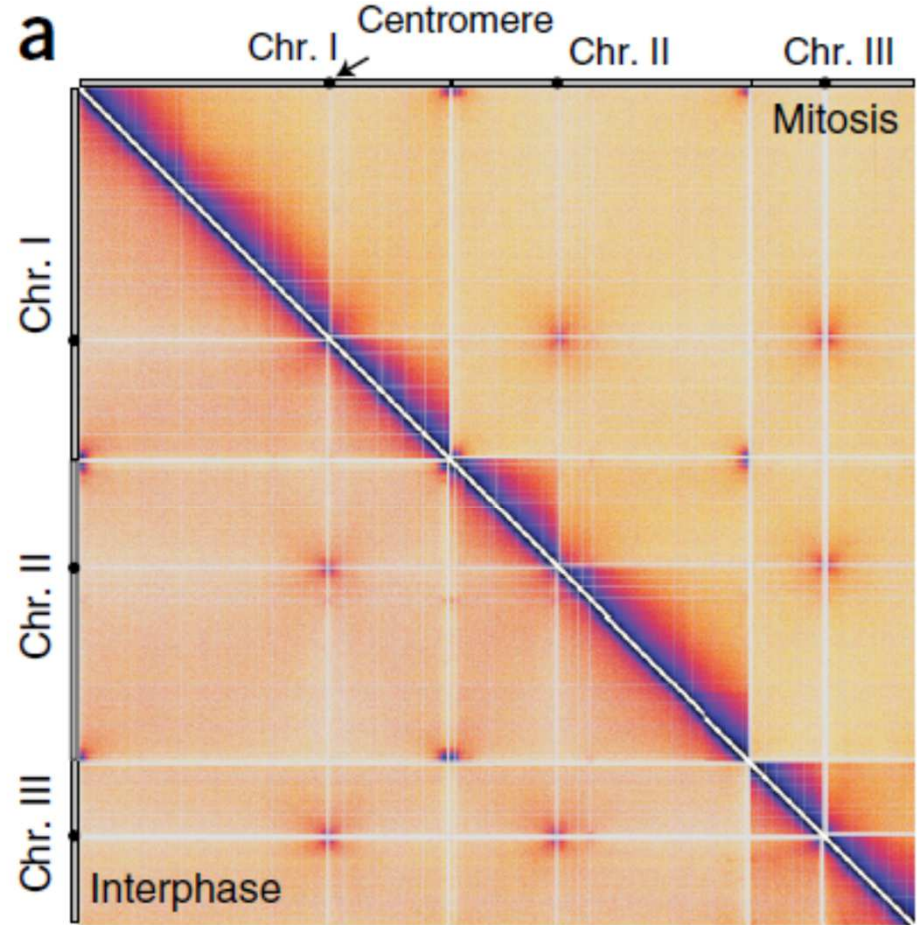 a
Centromere
Chr. I
Chr. II
Chr. III
Mitosis
Chr. I
Chr. II
Chr. III
Interphase